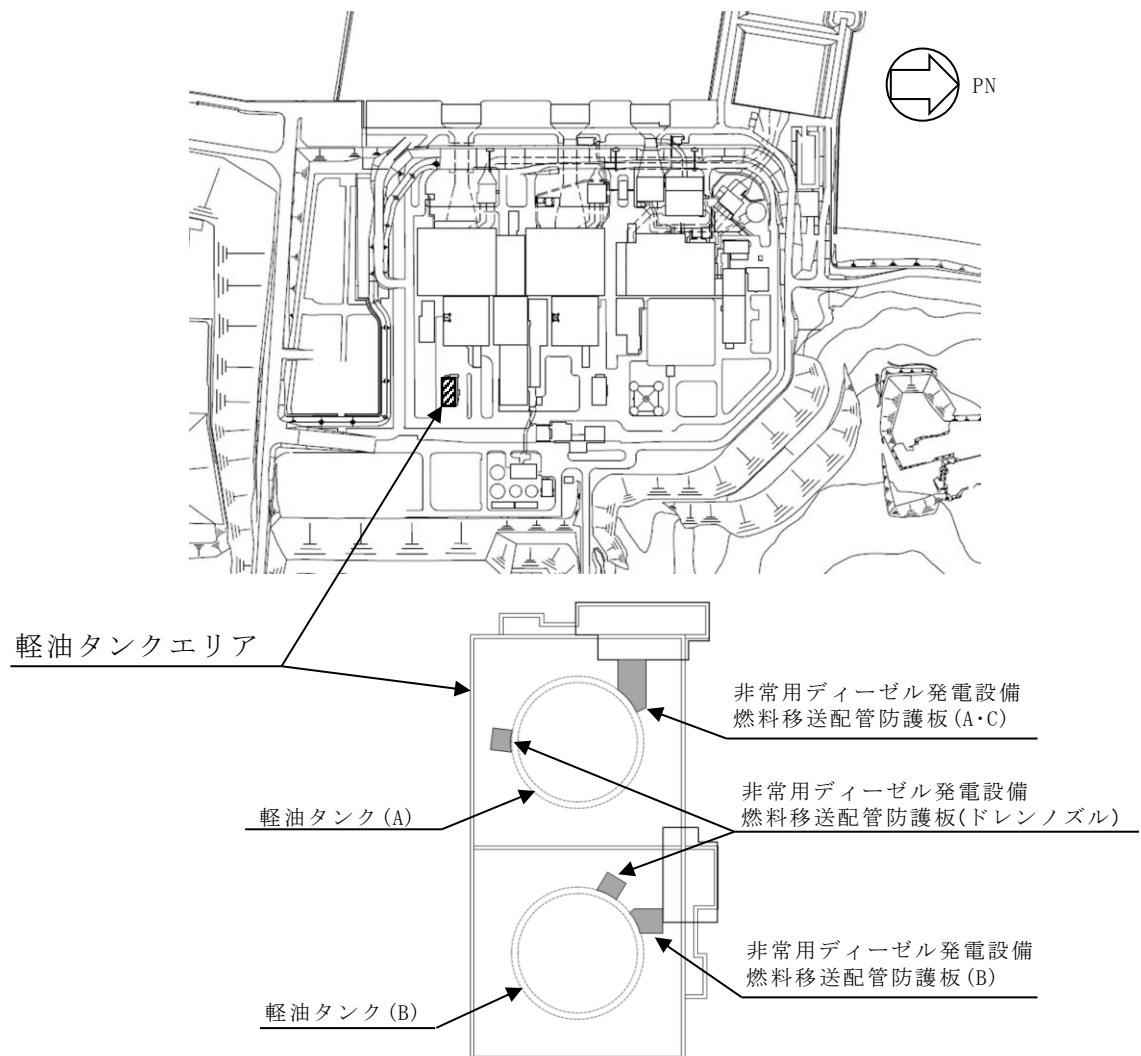 PN
軽油タンクエリア
非常用ディーゼル発電設備
燃料移送配管防護板(A・C)
非常用ディーゼル発電設備
燃料移送配管防護板(ドレンノズル)
軽油タンク(A)
非常用ディーゼル発電設備
燃料移送配管防護板(B)
軽油タンク(B)